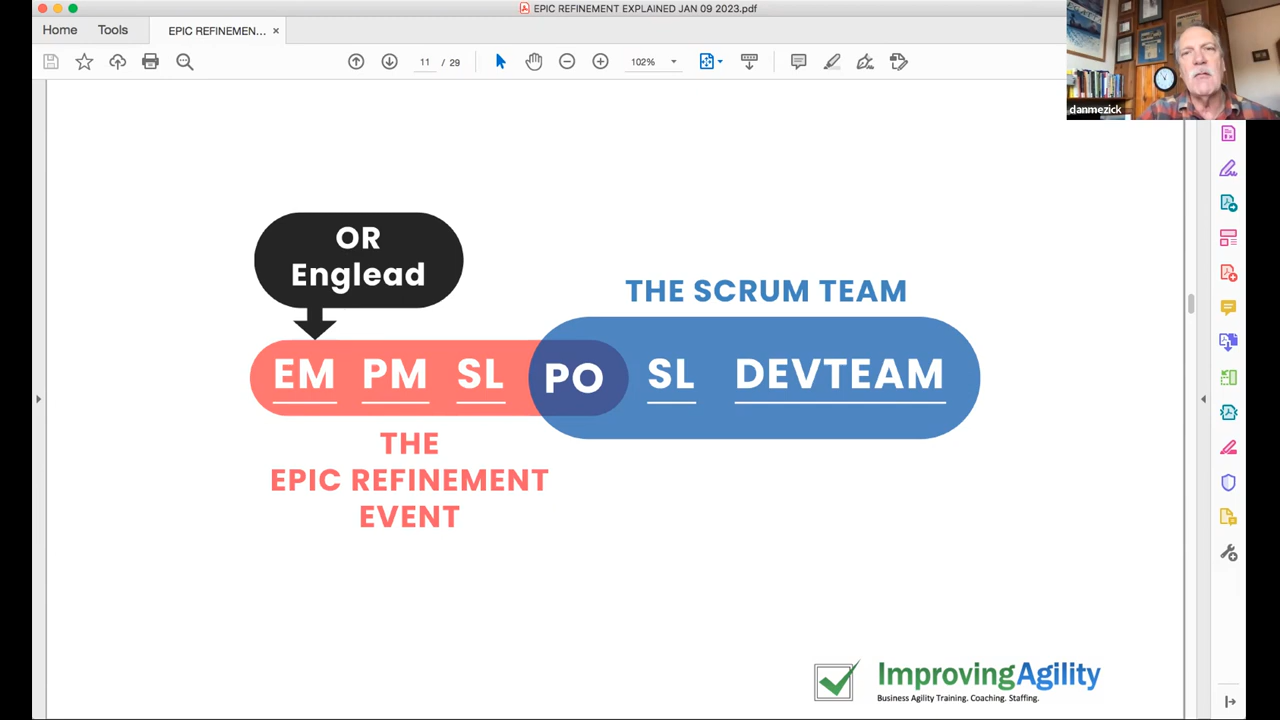 EPIC REFINEMENT EXPLAINED JAN 09 2023.pdf
Home Tools EPIC REFINEMEN... ×
11 / 29 102%
danmezick
OR
Englead
THE SCRUM TEAM
EM PM SL PO SL DEVTEAM
THE
EPIC REFINEMENT
EVENT
ImprovingAgility
Business Agility Training. Coaching. Staffing.